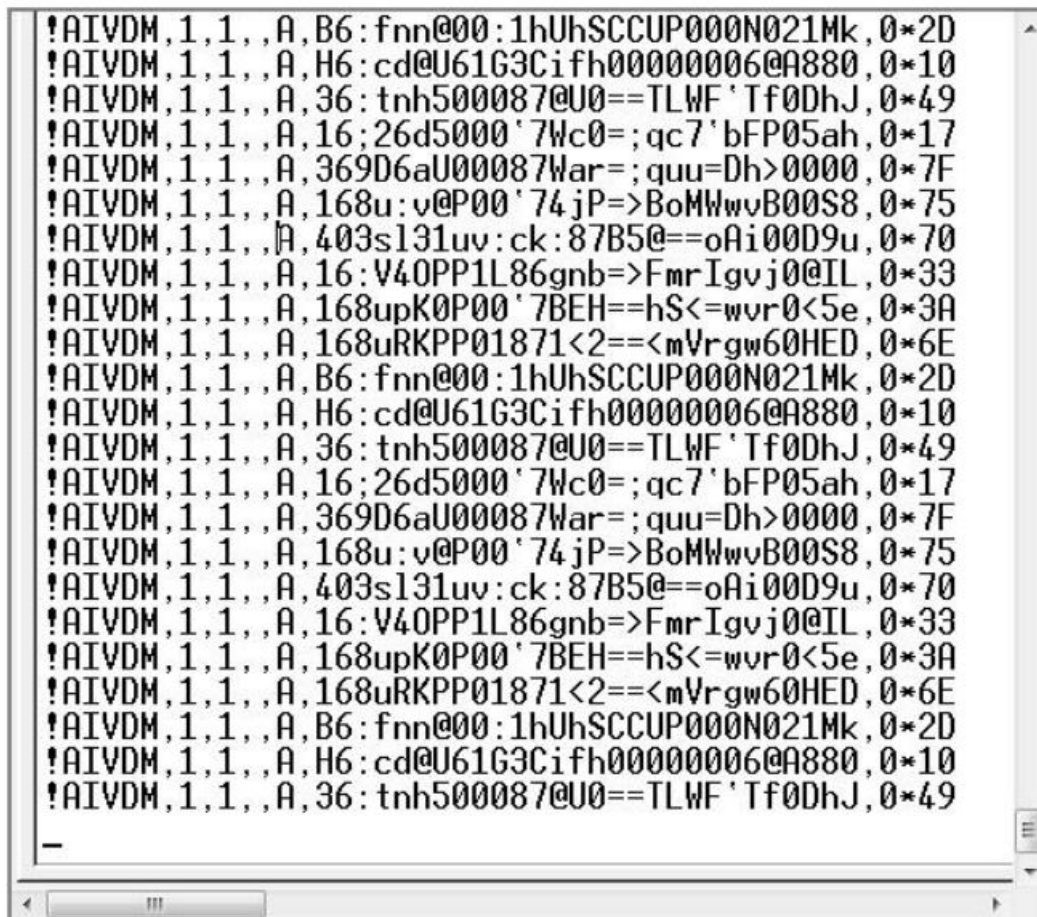 !AIVDM,1,1,,A,B6:fnn@00:1hUhSCCUP000N021Mk,0*2D
!AIVDM,1,1,,A,H6:cd@U61G3Cifh00000006@A880,0*10
!AIVDM,1,1,,A,36:tnh500087@U0==TLWF`Tf0DhJ,0*49
!AIVDM,1,1,,A,16;26d5000`7Wc0=;qc7`bFP05ah,0*17
!AIVDM,1,1,,A,369D6aU00087War=;quu=Dh>0000,0*7F
!AIVDM,1,1,,A,168u:v@P00`74jP=>BoMWwvB00S8,0*75
!AIVDM,1,1,,A,403sl31uv:ck:87B5@==oAi00D9u,0*70
!AIVDM,1,1,,A,16:V4OPP1L86gnb=>FmrIgvj0@IL,0*33
!AIVDM,1,1,,A,168upK0P00`7BEH==hS<=wvr0<5e,0*3A
!AIVDM,1,1,,A,168uRKPP01871<2==<mVrgw60HED,0*6E
!AIVDM,1,1,,A,B6:fnn@00:1hUhSCCUP000N021Mk,0*2D
!AIVDM,1,1,,A,H6:cd@U61G3Cifh00000006@A880,0*10
!AIVDM,1,1,,A,36:tnh500087@U0==TLWF`Tf0DhJ,0*49
!AIVDM,1,1,,A,16;26d5000`7Wc0=;qc7`bFP05ah,0*17
!AIVDM,1,1,,A,369D6aU00087War=;quu=Dh>0000,0*7F
!AIVDM,1,1,,A,168u:v@P00`74jP=>BoMWwvB00S8,0*75
!AIVDM,1,1,,A,403sl31uv:ck:87B5@==oAi00D9u,0*70
!AIVDM,1,1,,A,16:V4OPP1L86gnb=>FmrIgvj0@IL,0*33
!AIVDM,1,1,,A,168upK0P00`7BEH==hS<=wvr0<5e,0*3A
!AIVDM,1,1,,A,168uRKPP01871<2==<mVrgw60HED,0*6E
!AIVDM,1,1,,A,B6:fnn@00:1hUhSCCUP000N021Mk,0*2D
!AIVDM,1,1,,A,H6:cd@U61G3Cifh00000006@A880,0*10
!AIVDM,1,1,,A,36:tnh500087@U0==TLWF`Tf0DhJ,0*49